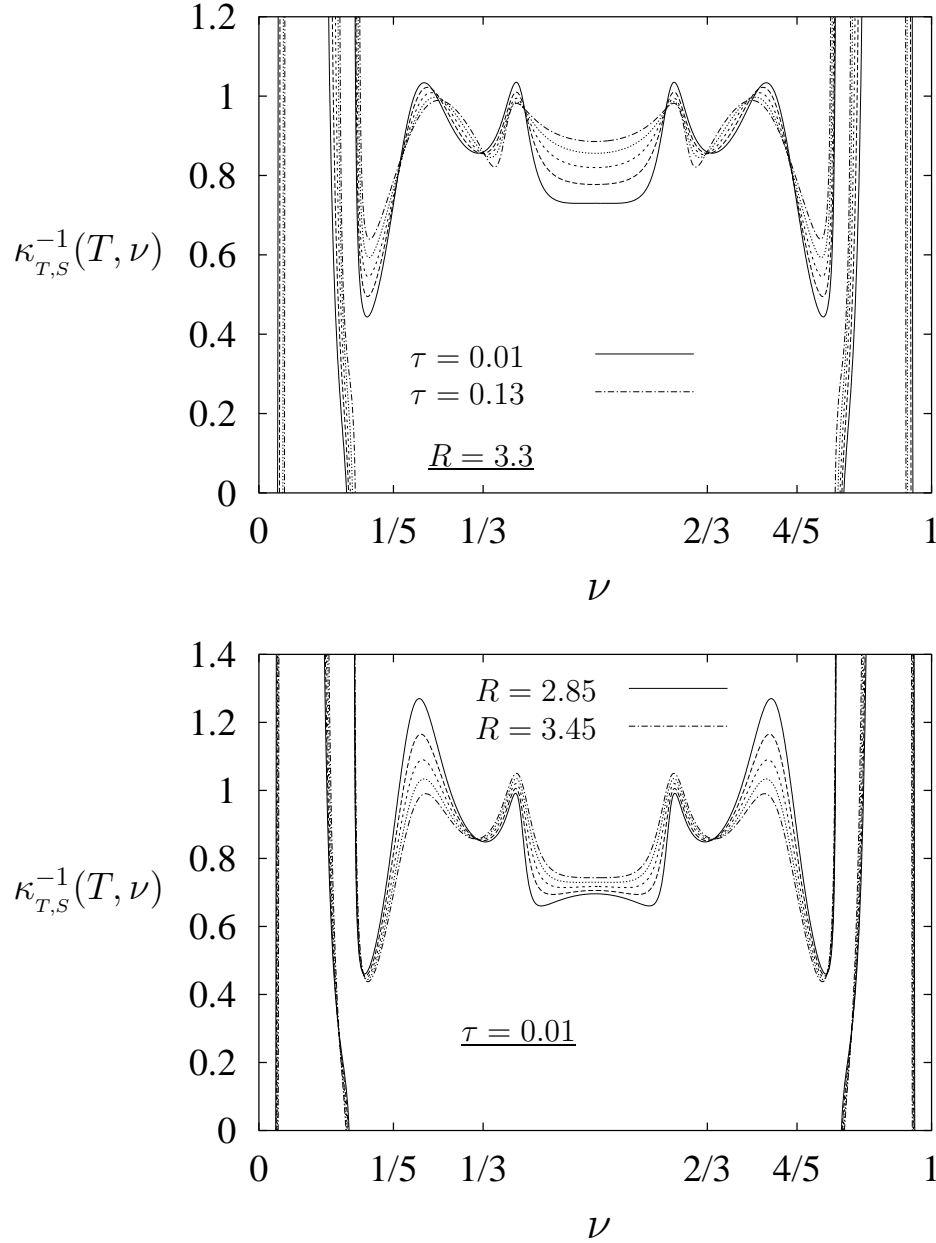 1.2
1
0.8
κ_{T,S}^{-1}(T, ν)
0.6
0.4
τ = 0.01
τ = 0.13
0.2
R = 3.3
0
0 1/5 1/3 2/3 4/5 1
ν
1.4
R = 2.85
R = 3.45
1.2
1
κ_{T,S}^{-1}(T, ν)
0.8
0.6
0.4
τ = 0.01
0.2
0
0 1/5 1/3 2/3 4/5 1
ν